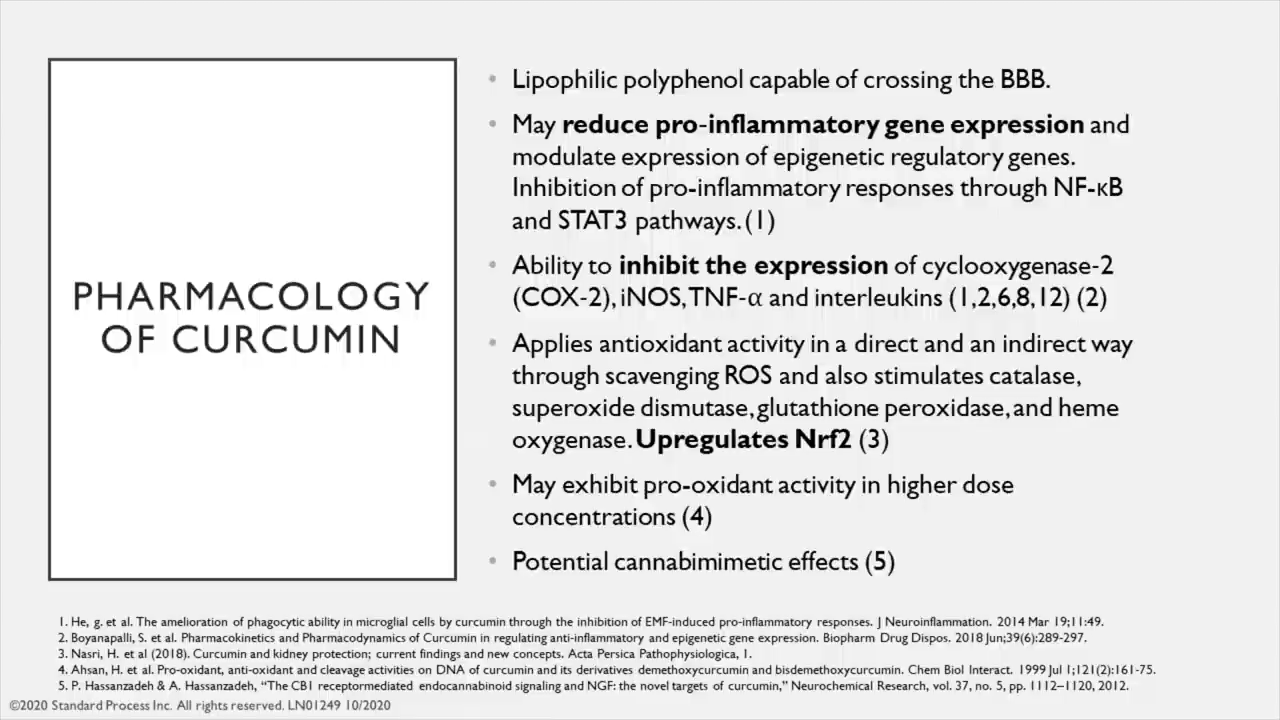 PHARMACOLOGY
OF CURCUMIN
• Lipophilic polyphenol capable of crossing the BBB.
• May reduce pro-inflammatory gene expression and
modulate expression of epigenetic regulatory genes.
Inhibition of pro-inflammatory responses through NF-κB
and STAT3 pathways. (1)
• Ability to inhibit the expression of cyclooxygenase-2
(COX-2), iNOS, TNF-α and interleukins (1,2,6,8,12) (2)
• Applies antioxidant activity in a direct and an indirect way
through scavenging ROS and also stimulates catalase,
superoxide dismutase, glutathione peroxidase, and heme
oxygenase. Upregulates Nrf2 (3)
• May exhibit pro-oxidant activity in higher dose
concentrations (4)
• Potential cannabimimetic effects (5)
1. He, g. et al. The amelioration of phagocytic ability in microglial cells by curcumin through the inhibition of EMF-induced pro-inflammatory responses. J Neuroinflammation. 2014 Mar 19;11:49.
2. Boyanapalli, S. et al. Pharmacokinetics and Pharmacodynamics of Curcumin in regulating anti-inflammatory and epigenetic gene expression. Biopharm Drug Dispos. 2018 Jun;39(6):289-297.
3. Nasri, H. et al (2018). Curcumin and kidney protection; current findings and new concepts. Acta Persica Pathophysiologica, 1.
4. Ahsan, H. et al. Pro-oxidant, anti-oxidant and cleavage activities on DNA of curcumin and its derivatives demethoxycurcumin and bisdemethoxycurcumin. Chem Biol Interact. 1999 Jul 1;121(2):161-75.
5. P. Hassanzadeh & A. Hassanzadeh, “The CB1 receptormediated endocannabinoid signaling and NGF: the novel targets of curcumin,” Neurochemical Research, vol. 37, no. 5, pp. 1112–1120, 2012.
©2020 Standard Process Inc. All rights reserved. LN01249 10/2020